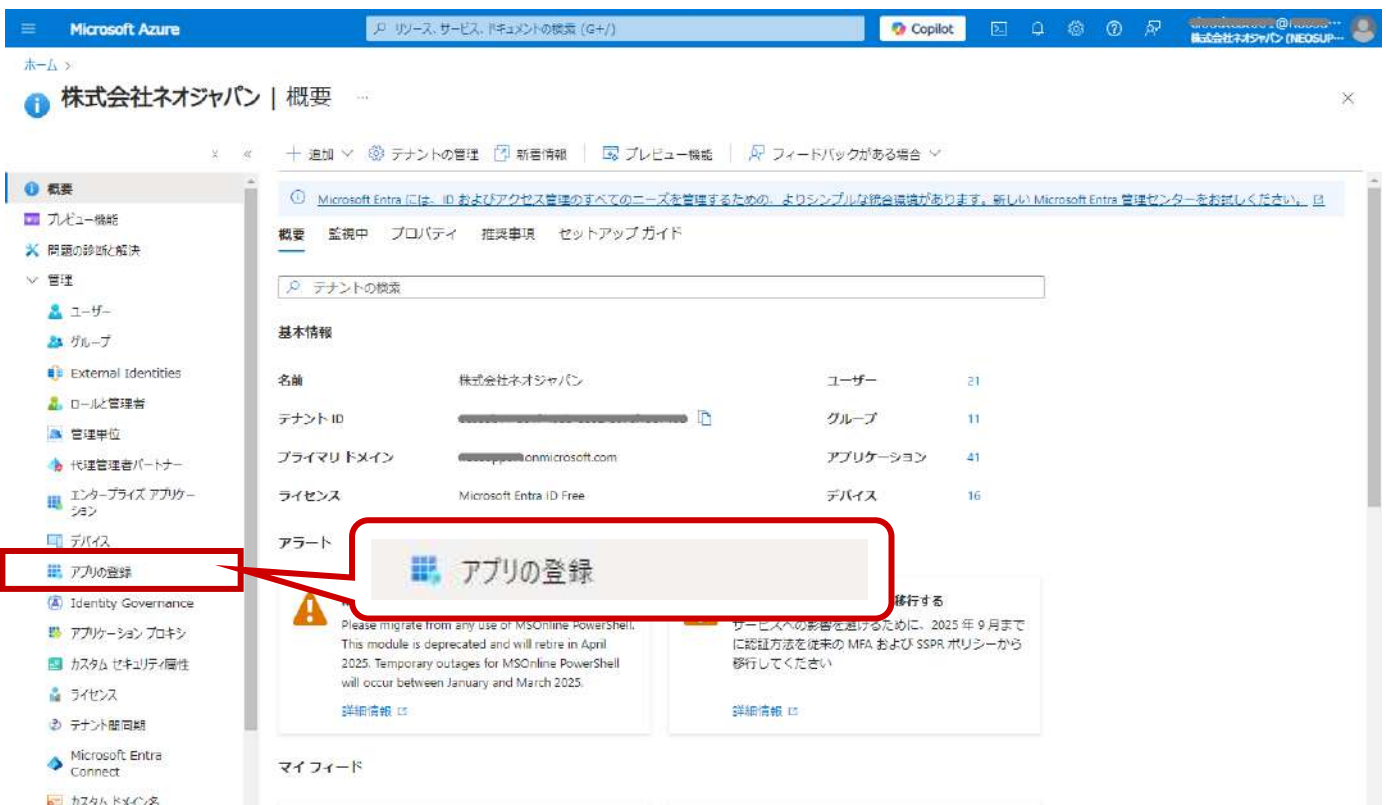 Microsoft Azure
リソース、サービス、ドキュメントの検索 (G+/)
Copilot
株式会社ネオジャパン (NEOSUP...
ホーム >
株式会社ネオジャパン | 概要 ...
追加
テナントの管理
新着情報
プレビュー機能
フィードバックがある場合
概要
プレビュー機能
問題の診断と解決
管理
ユーザー
グループ
External Identities
ロールと管理者
管理単位
代理管理者パートナー
エンタープライズ アプリケー
ション
デバイス
アプリの登録
Identity Governance
アプリケーション プロキシ
カスタム セキュリティ属性
ライセンス
テナント間同期
Microsoft Entra
Connect
カスタム ドメイン名
Microsoft Entra には、ID およびアクセス管理のすべてのニーズを管理するための、よりシンプルな統合環境があります。新しい Microsoft Entra 管理センターをお試しください。
概要 監視中 プロパティ 推奨事項 セットアップ ガイド
テナントの検索
基本情報
名前 株式会社ネオジャパン ユーザー 21
テナント ID グループ 11
プライマリ ドメイン onmicrosoft.com アプリケーション 41
ライセンス Microsoft Entra ID Free デバイス 16
アラート
アプリの登録
Please migrate from any use of MSOnline PowerShell.
This module is deprecated and will retire in April
2025. Temporary outages for MSOnline PowerShell
will occur between January and March 2025.
詳細情報
移行する
サービスへの影響を避けるために、2025 年 9 月まで
に認証方法を従来の MFA および SSPR ポリシーから
移行してください
詳細情報
マイ フィード